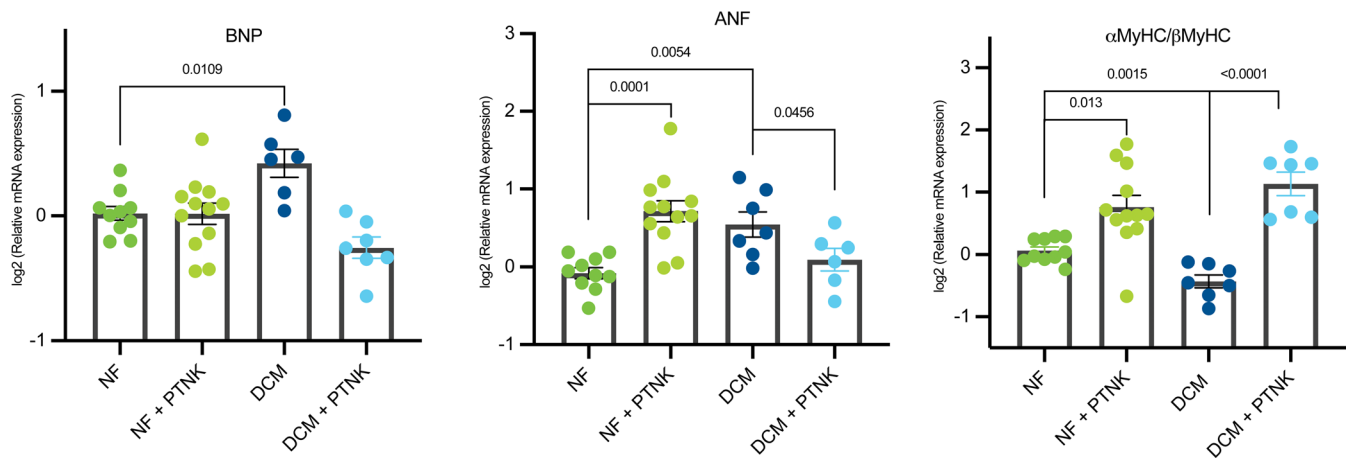 BNP
0.0109
log2 (Relative mRNA expression)
1
0
-1
NF
NF + PTNK
DCM
DCM + PTNK
ANF
0.0054
0.0001
0.0456
log2 (Relative mRNA expression)
3
2
1
0
-1
NF
NF + PTNK
DCM
DCM + PTNK
αMyHC/βMyHC
0.0015
<0.0001
0.013
log2 (Relative mRNA expression)
3
2
1
0
-1
NF
NF + PTNK
DCM
DCM + PTNK